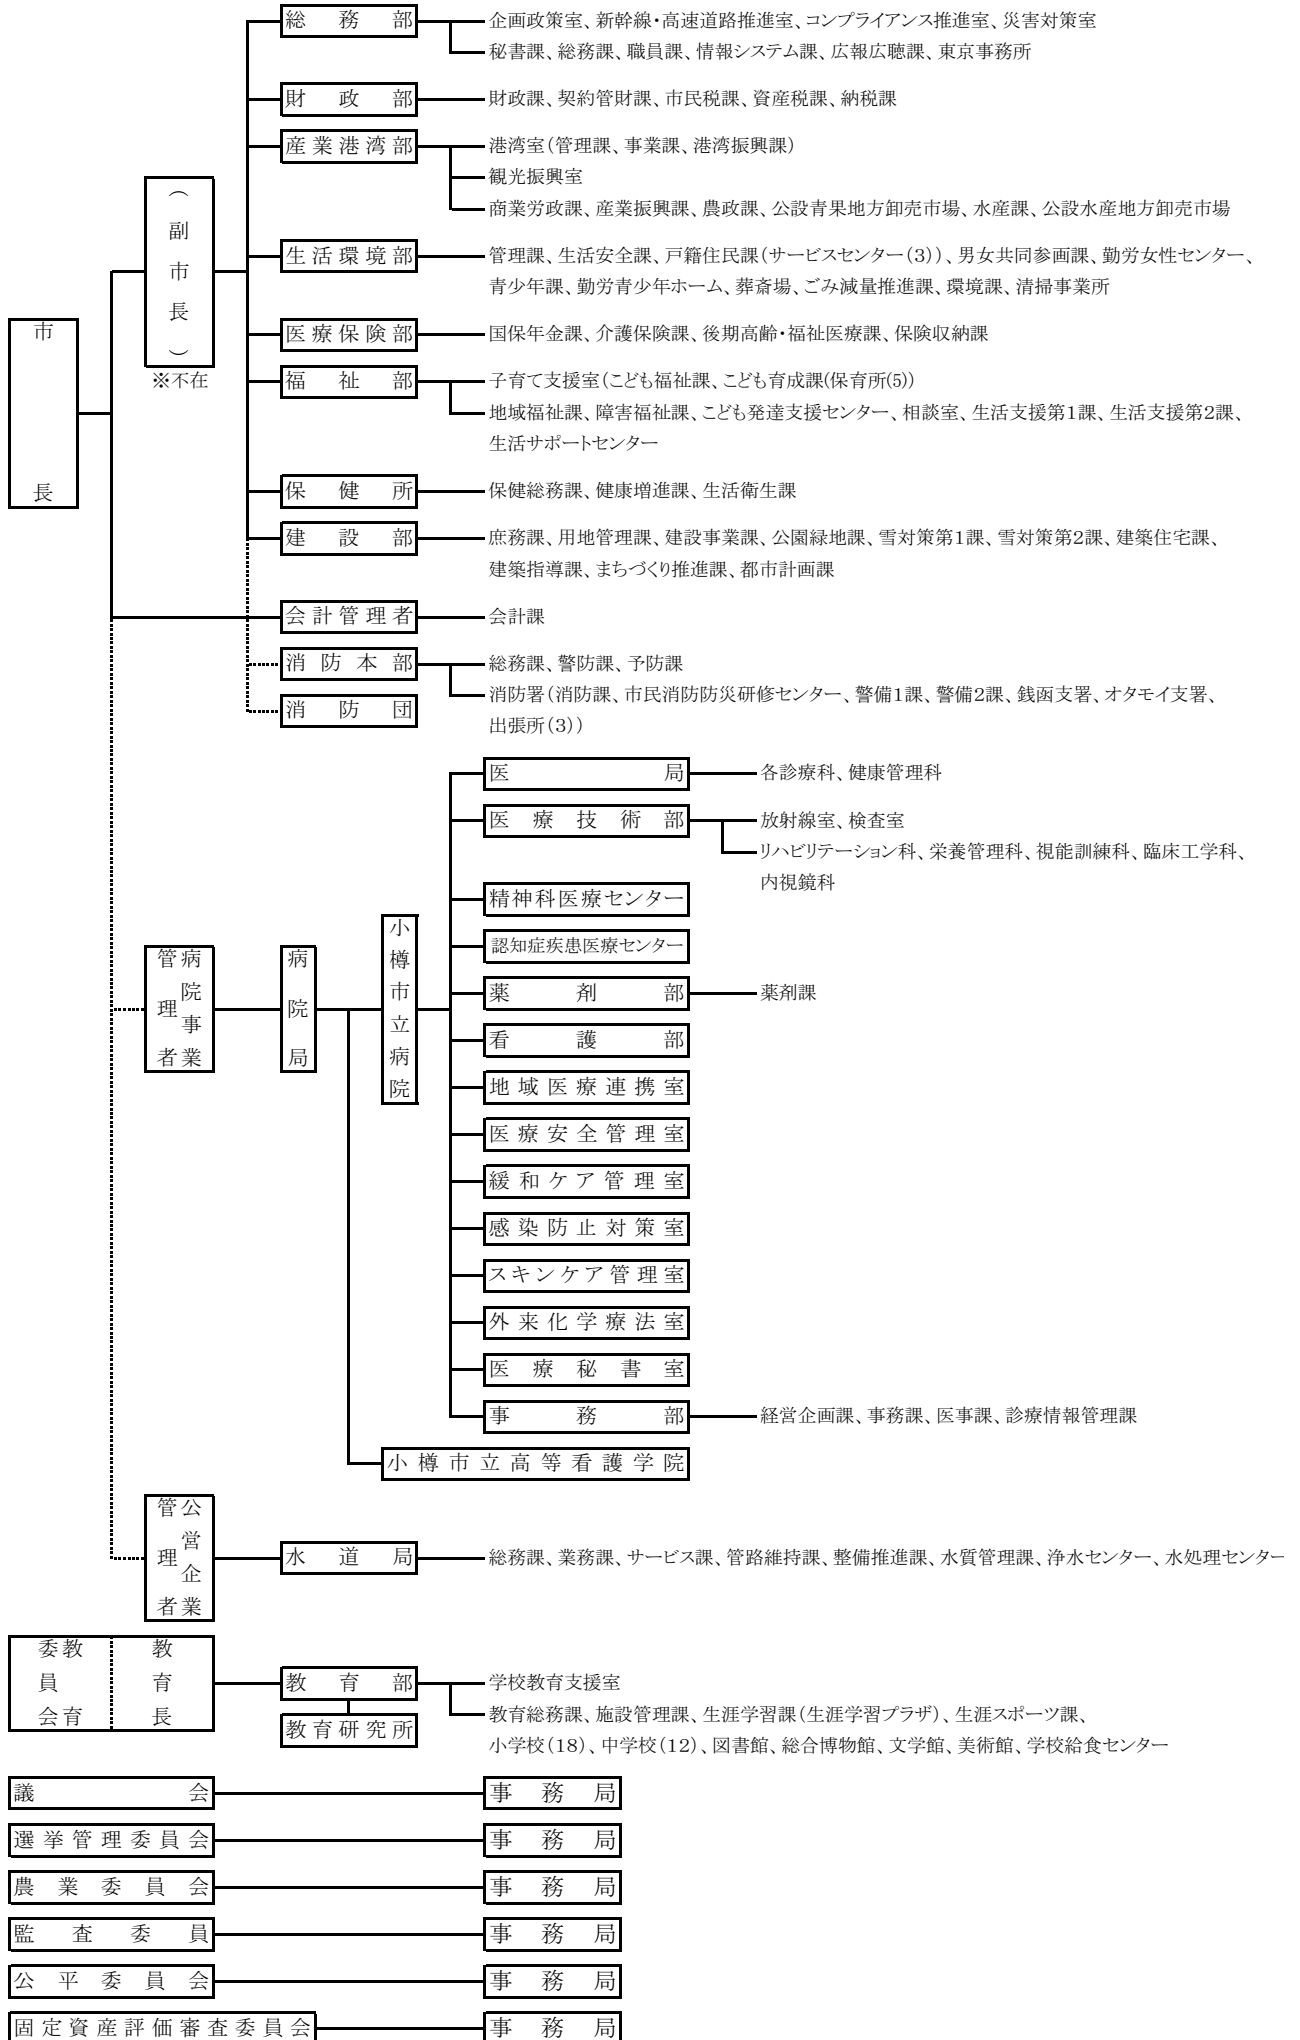 総務部
企画政策室、新幹線・高速道路推進室、コンプライアンス推進室、災害対策室
秘書課、総務課、職員課、情報システム課、広報広聴課、東京事務所
財政部
財政課、契約管財課、市民税課、資産税課、納税課
産業港湾部
港湾室(管理課、事業課、港湾振興課)
観光振興室
商業労政課、産業振興課、農政課、公設青果地方卸売市場、水産課、公設水産地方卸売市場
(副市長)
※不在
生活環境部
管理課、生活安全課、戸籍住民課(サービスセンター(3))、男女共同参画課、勤労女性センター、
青少年課、勤労青少年ホーム、葬斎場、ごみ減量推進課、環境課、清掃事業所
市長
医療保険部
国保年金課、介護保険課、後期高齢・福祉医療課、保険収納課
福祉部
子育て支援室(こども福祉課、こども育成課(保育所(5))
地域福祉課、障害福祉課、こども発達支援センター、相談室、生活支援第1課、生活支援第2課、
生活サポートセンター
保健所
保健総務課、健康増進課、生活衛生課
建設部
庶務課、用地管理課、建設事業課、公園緑地課、雪対策第1課、雪対策第2課、建築住宅課、
建築指導課、まちづくり推進課、都市計画課
会計管理者
会計課
消防本部
総務課、警防課、予防課
消防署(消防課、市民消防防災研修センター、警備1課、警備2課、銭函支署、オタモイ支署、
出張所(3))
消防団
病院事業
管理者
病院局
小樽市立病院
医局
各診療科、健康管理科
医療技術部
放射線室、検査室
リハビリテーション科、栄養管理科、視能訓練科、臨床工学科、
内視鏡科
精神科医療センター
認知症疾患医療センター
薬剤部
薬剤課
看護部
地域医療連携室
医療安全管理室
緩和ケア管理室
感染防止対策室
スキンケア管理室
外来化学療法室
医療秘書室
事務部
経営企画課、事務課、医事課、診療情報管理課
小樽市立高等看護学院
公営企業
管理者
水道局
総務課、業務課、サービス課、管路維持課、整備推進課、水質管理課、浄水センター、水処理センター
教育
委員会
教育長
教育部
学校教育支援室
教育総務課、施設管理課、生涯学習課(生涯学習プラザ)、生涯スポーツ課、
小学校(18)、中学校(12)、図書館、総合博物館、文学館、美術館、学校給食センター
教育研究所
議会
事務局
選挙管理委員会
事務局
農業委員会
事務局
監査委員
事務局
公平委員会
事務局
固定資産評価審査委員会
事務局